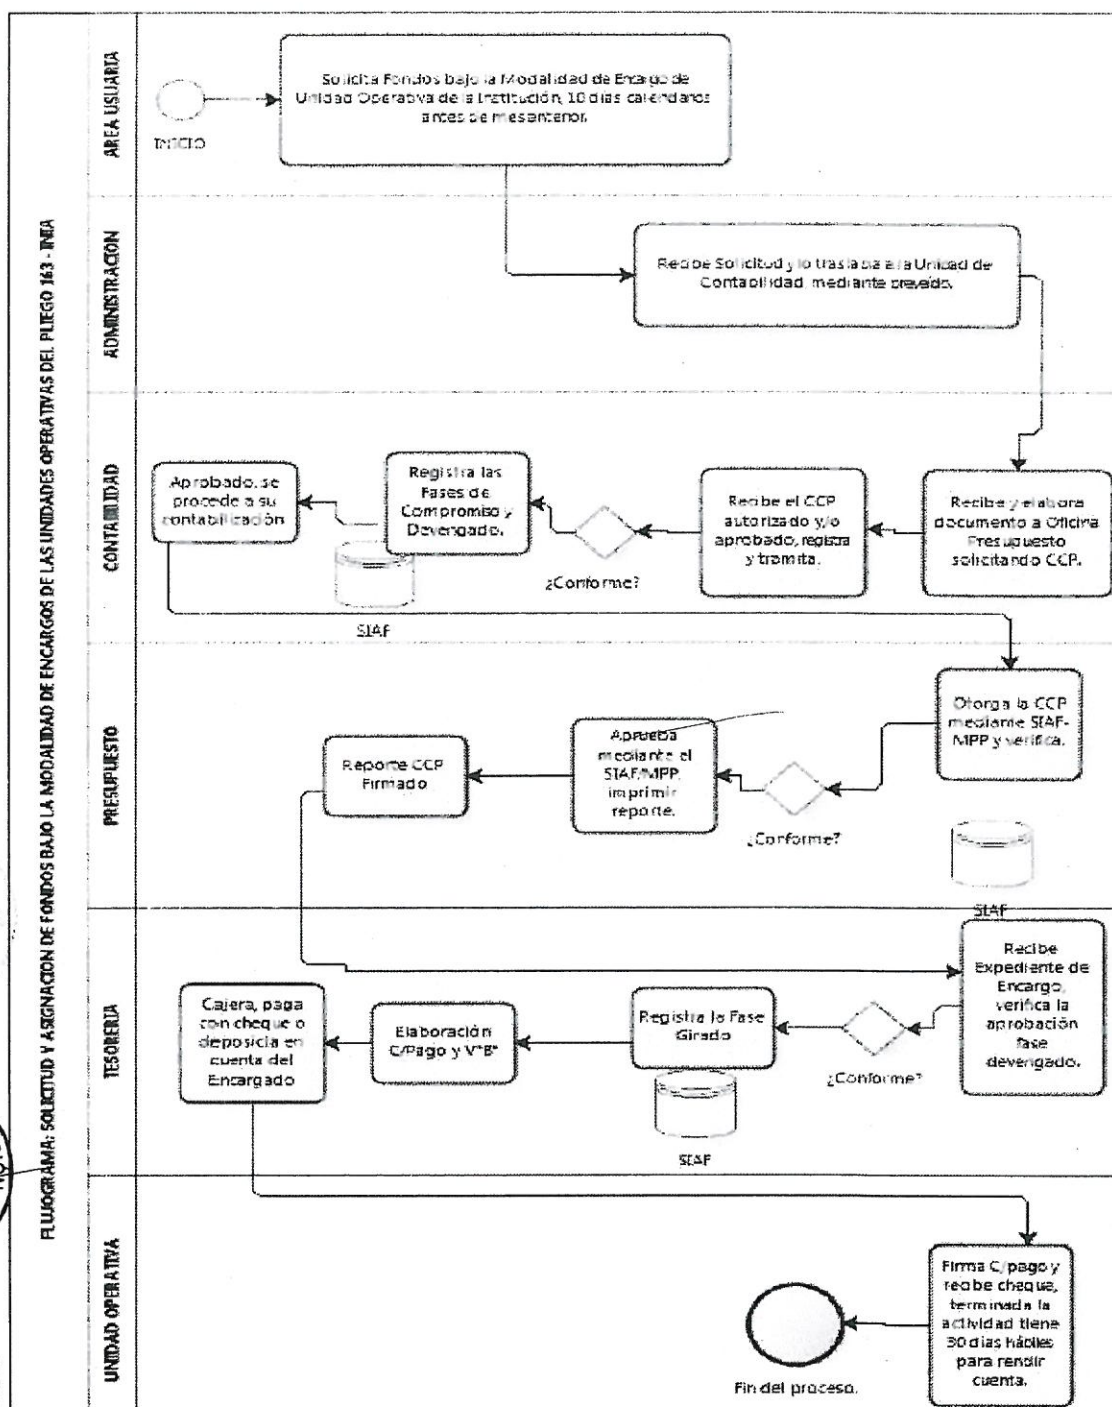 FLUJOGRAMA: SOLICITUD Y ASIGNACION DE FONDOS BAJO LA MODALIDAD DE ENCARGOS DE LAS UNIDADES OPERATIVAS DEL PLIEGO 163 - INIA
AREA USUARIA
INICIO
Solicita Fondos bajo la Modalidad de Encargo de
Unidad Operativa de la Institución, 10 días calendarios
antes de mes anterior.
ADMINISTRACION
Recibe Solicitud y lo traslada a la Unidad de
Contabilidad, mediante proveído.
CONTABILIDAD
Recibe y elabora
documento a Oficina
Presupuesto
solicitando CCP.
Recibe el CCP
autorizado y/o
aprobado, registra
y tramita.
¿Conforme?
Registra las
Fases de
Compromiso y
Devengado.
SIAF
Aprobado, se
procede a su
contabilización
PRESUPUESTO
Otorga la CCP
mediante SIAF-
MPP y verifica.
SIAF
¿Conforme?
Aprueba
mediante el
SIAF/MPP,
imprimir
reporte.
Reporte CCP
Firmado
TESORERIA
Recibe
Expediente de
Encargo,
verifica la
aprobación
fase
devengado.
¿Conforme?
Registra la Fase
Girado
SIAF
Elaboración
C/Pago y V°B°
Cajera, paga
con cheque o
deposicia en
cuenta del
Encargado
UNIDAD OPERATIVA
Firma C/pago y
recibe cheque,
terminada la
actividad tiene
30 días hábiles
para rendir
cuenta.
Fin del proceso.